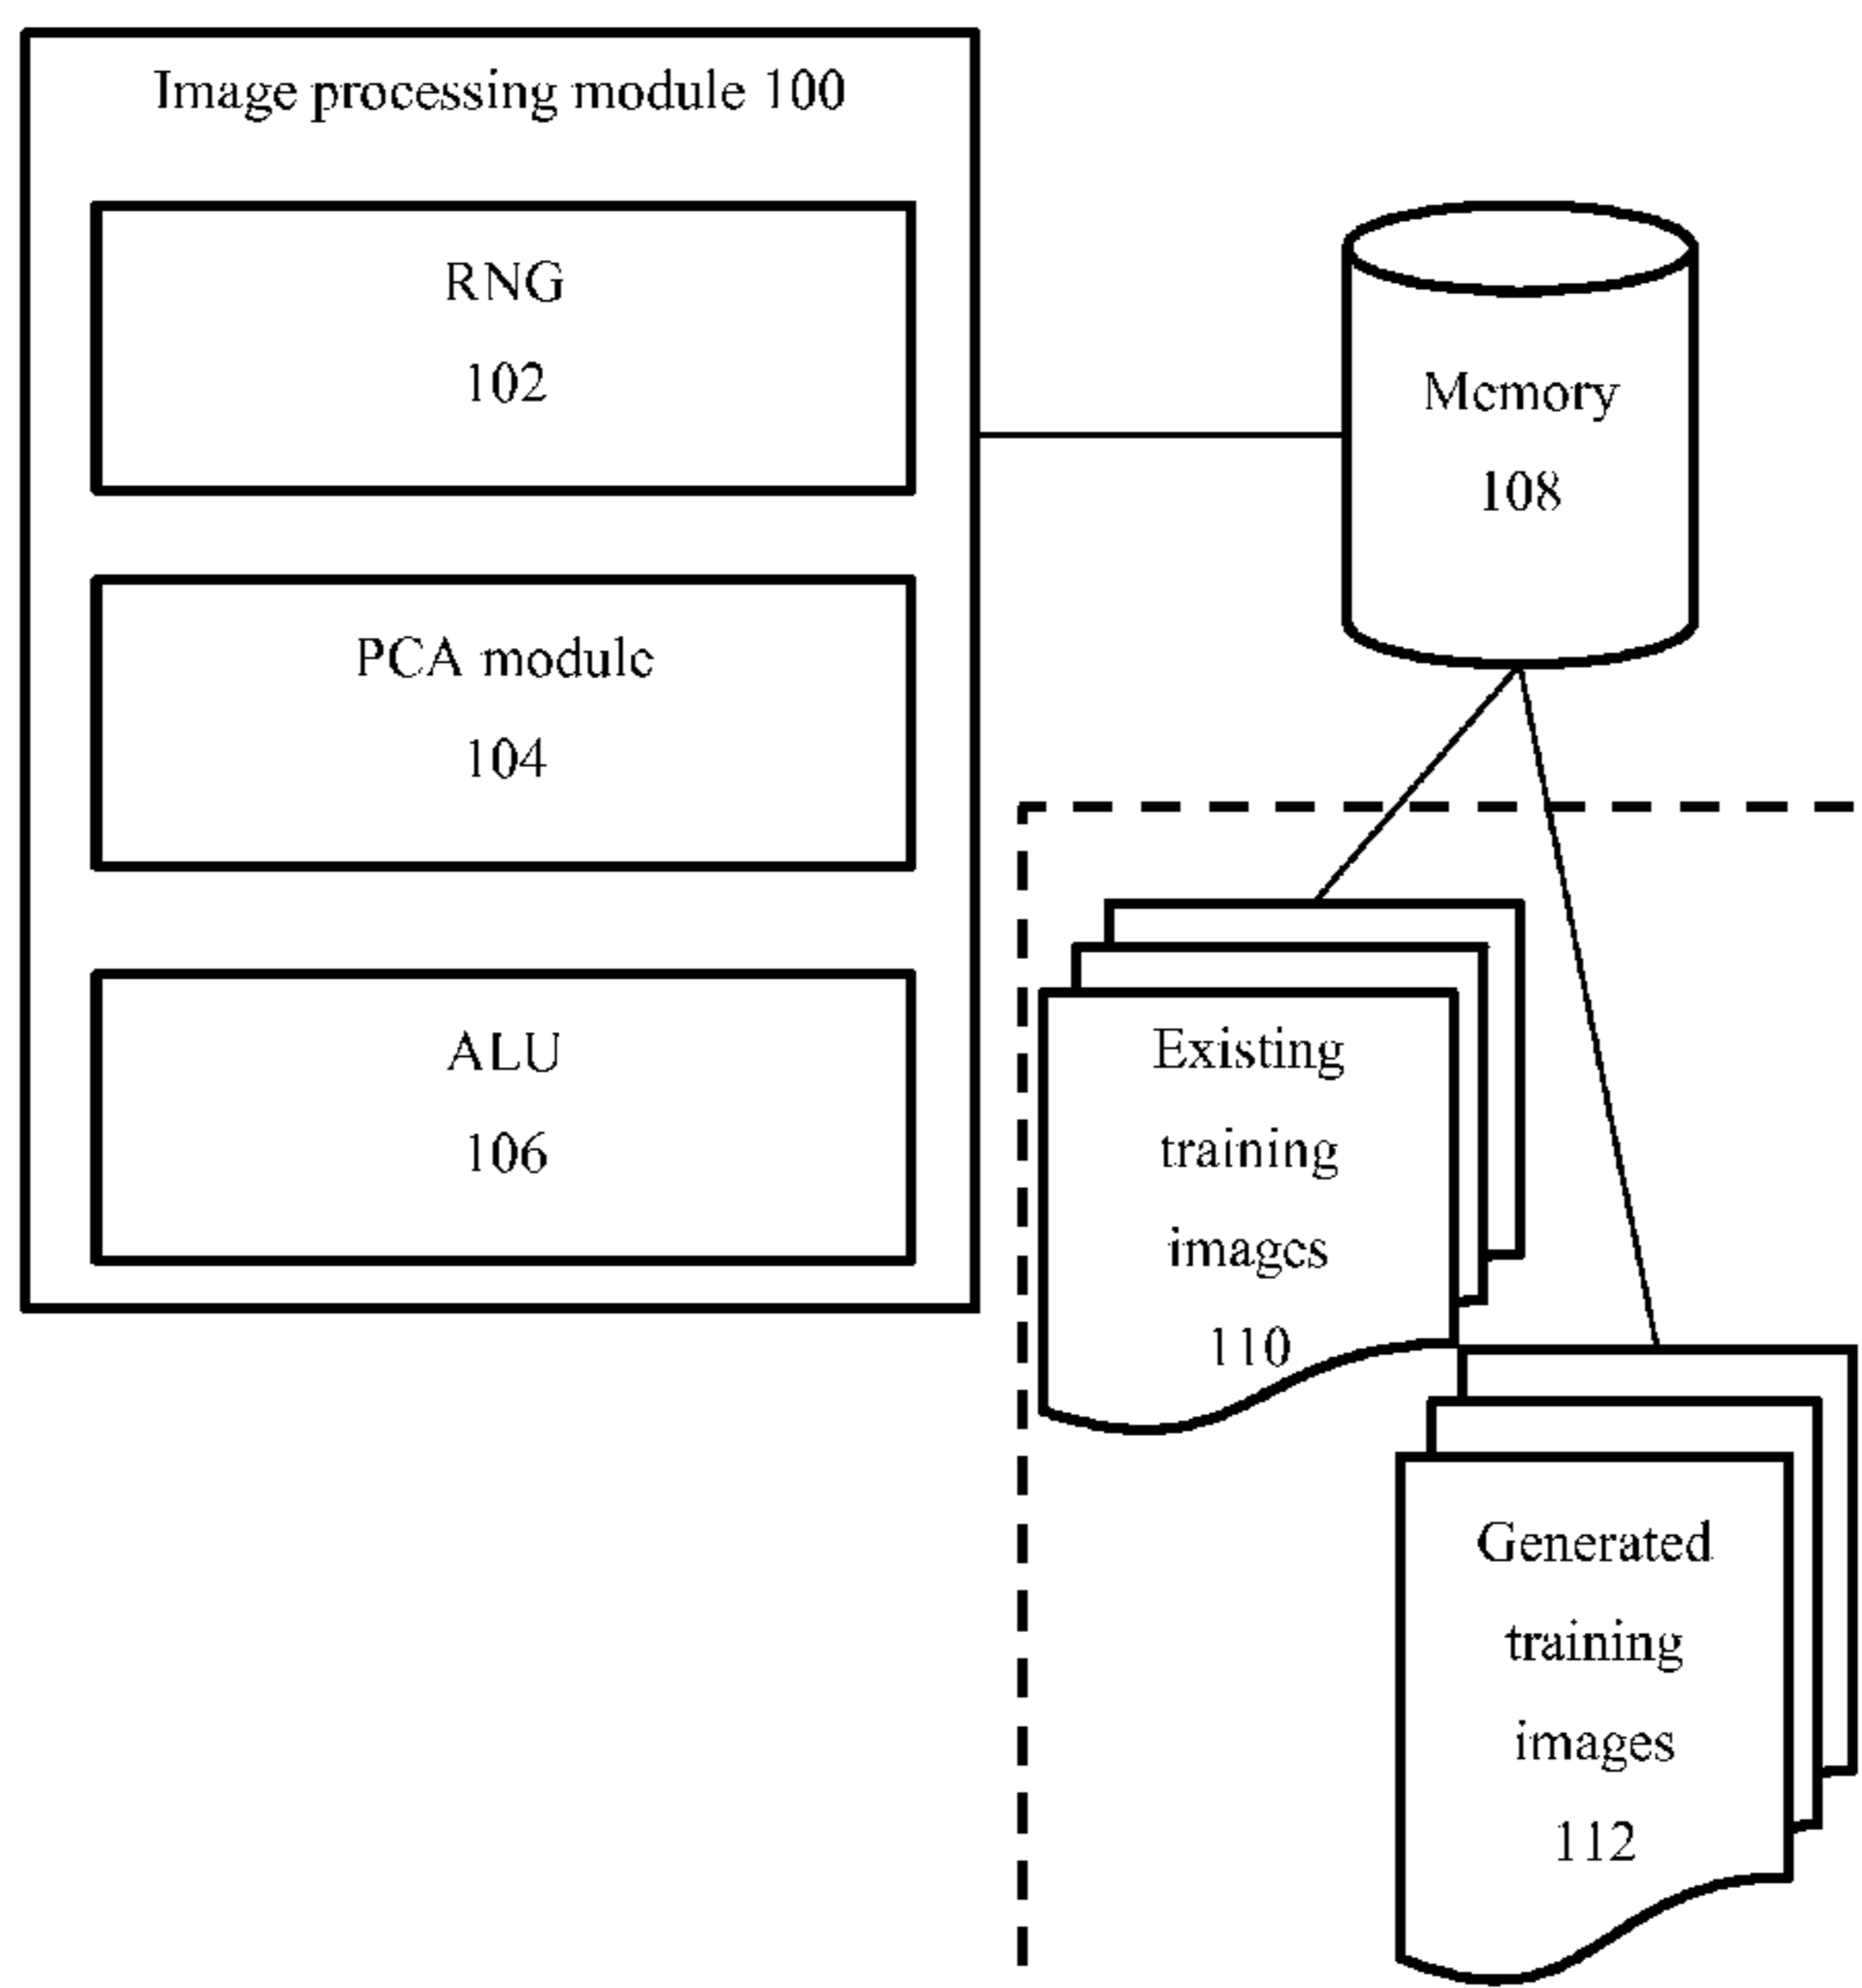 Image processing module 100
RNG
102
PCA module
104
ALU
106
Memory
108
Existing
training
images
110
Generated
training
images
112